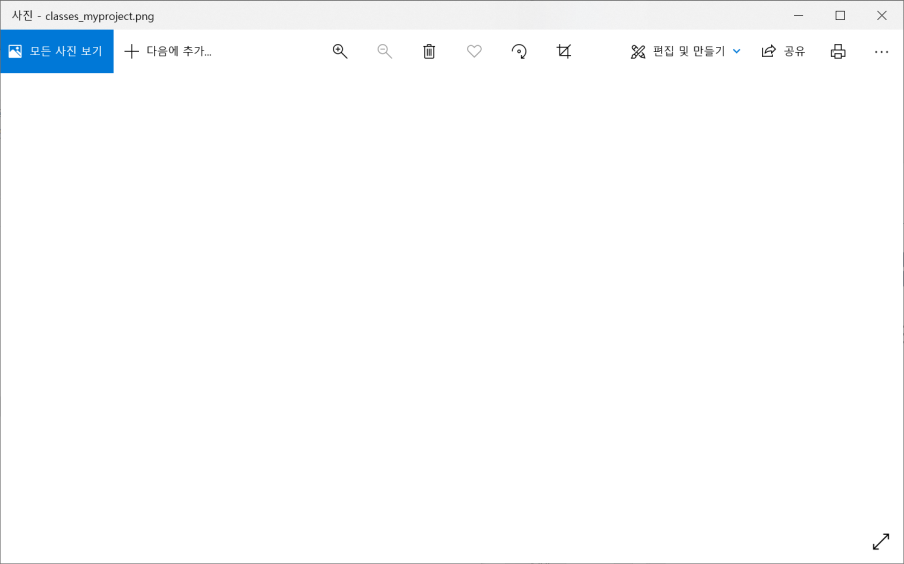 사진 - classes_myproject.png
모든 사진 보기 다음에 추가... 편집 및 만들기 공유